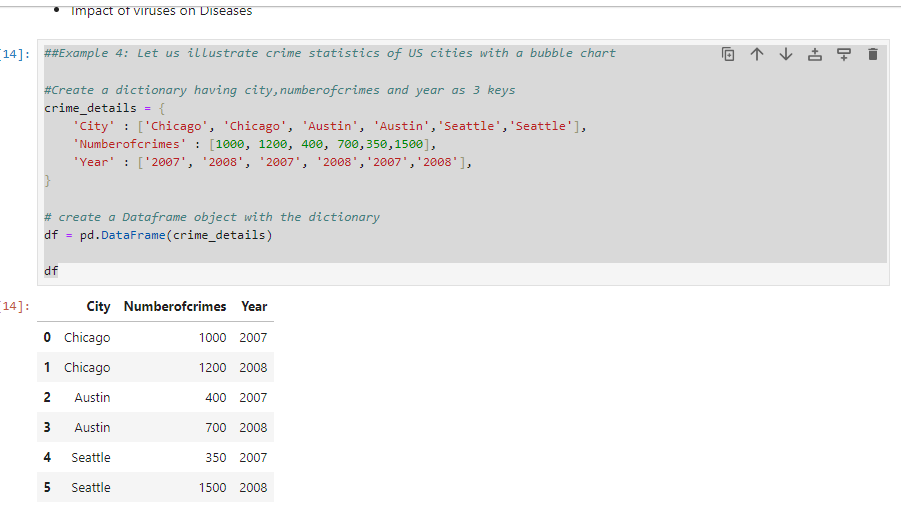 Impact of viruses on Diseases
[14]: ##Example 4: Let us illustrate crime statistics of US cities with a bubble chart
#Create a dictionary having city,numberofcrimes and year as 3 keys
crime_details = {
'City' : ['Chicago', 'Chicago', 'Austin', 'Austin','Seattle','Seattle'],
'Numberofcrimes' : [1000, 1200, 400, 700,350,1500],
'Year' : ['2007', '2008', '2007', '2008','2007','2008'],
}
# create a Dataframe object with the dictionary
df = pd.DataFrame(crime_details)
df
[14]: City Numberofcrimes Year
0 Chicago 1000 2007
1 Chicago 1200 2008
2 Austin 400 2007
3 Austin 700 2008
4 Seattle 350 2007
5 Seattle 1500 2008